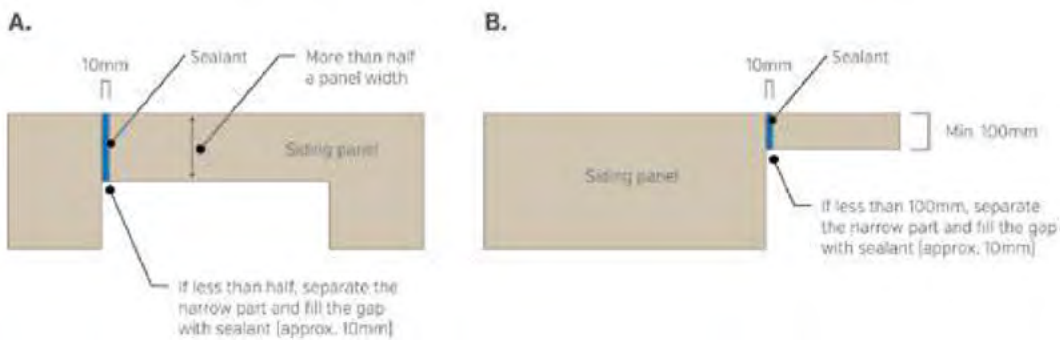 A.
10mm
Sealant
More than half
a panel width
Siding panel
If less than half, separate the
narrow part and fill the gap
with sealant (approx. 10mm)
B.
10mm
Sealant
Min. 100mm
Siding panel
If less than 100mm, separate
the narrow part and fill the gap
with sealant (approx. 10mm)